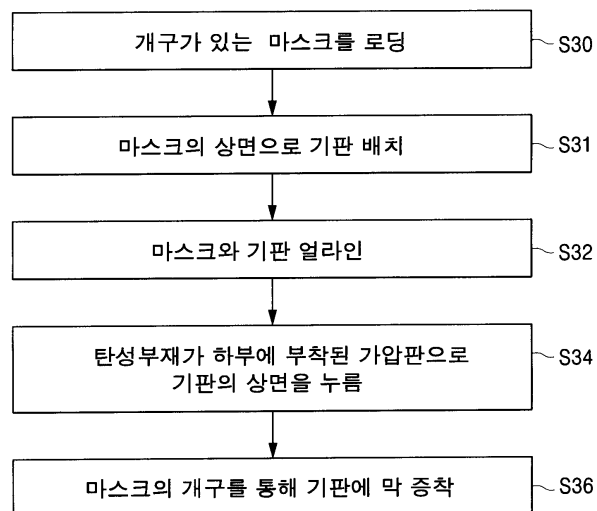 개구가 있는 마스크를 로딩
S30
마스크의 상면으로 기판 배치
S31
마스크와 기판 얼라인
S32
탄성부재가 하부에 부착된 가압판으로
기판의 상면을 누름
S34
마스크의 개구를 통해 기판에 막 증착
S36